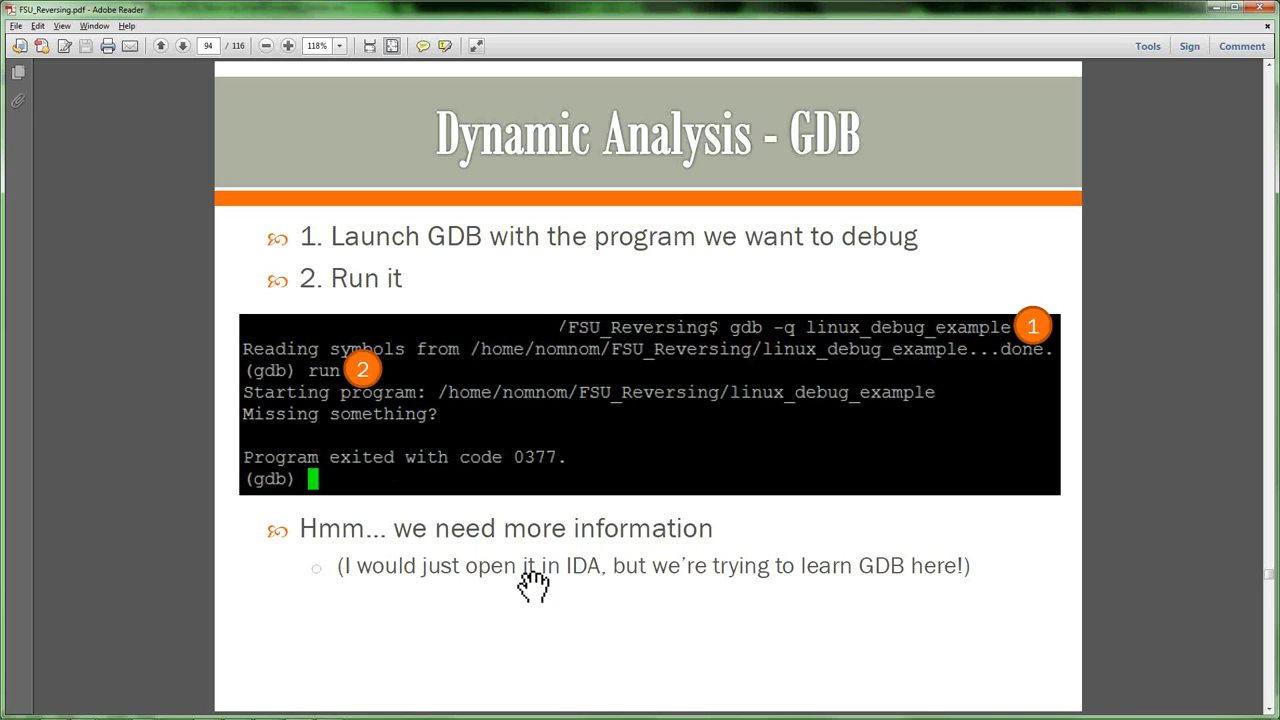 FSU_Reversing.pdf - Adobe Reader
File Edit View Window Help
94 / 116 118% Tools Sign Comment
Dynamic Analysis - GDB
1. Launch GDB with the program we want to debug
2. Run it
/FSU_Reversing$ gdb -q linux_debug_example 1
Reading symbols from /home/nomnom/FSU_Reversing/linux_debug_example...done.
(gdb) run 2
Starting program: /home/nomnom/FSU_Reversing/linux_debug_example
Missing something?
Program exited with code 0377.
(gdb)
Hmm... we need more information
(I would just open it in IDA, but we're trying to learn GDB here!)